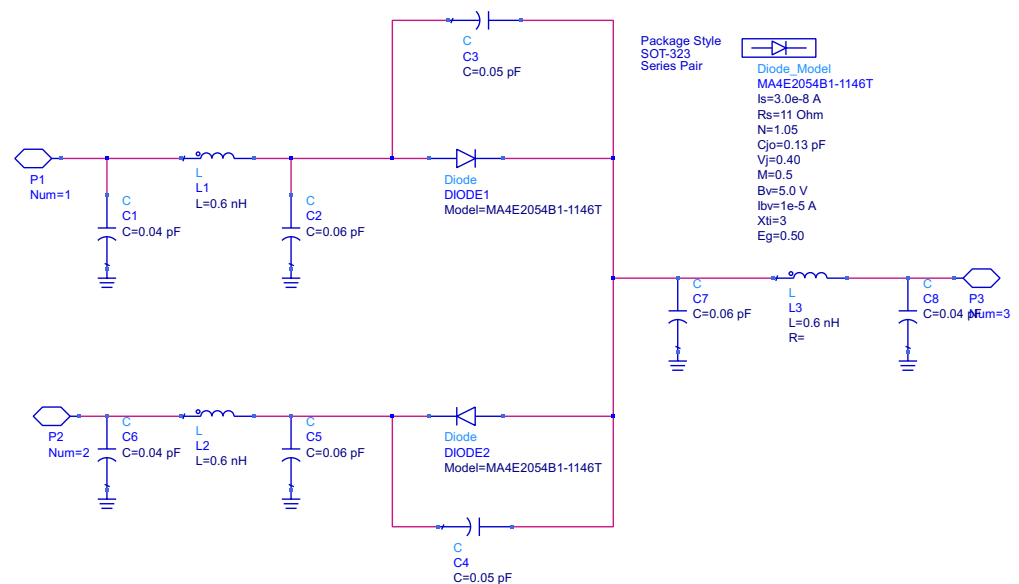 C
C3
C=0.05 pF
Package Style
SOT-323
Series Pair
Diode_Model
MA4E2054B1-1146T
Is=3.0e-8 A
Rs=11 Ohm
N=1.05
Cjo=0.13 pF
Vj=0.40
M=0.5
Bv=5.0 V
Ibv=1e-5 A
Xti=3
Eg=0.50
P1
Num=1
L
L1
L=0.6 nH
C
C1
C=0.04 pF
C
C2
C=0.06 pF
Diode
DIODE1
Model=MA4E2054B1-1146T
C
C7
C=0.06 pF
L
L3
L=0.6 nH
R=
C
C8
C=0.04 pF
P3
Num=3
P2
Num=2
C
C6
C=0.04 pF
L
L2
L=0.6 nH
C
C5
C=0.06 pF
Diode
DIODE2
Model=MA4E2054B1-1146T
C
C4
C=0.05 pF